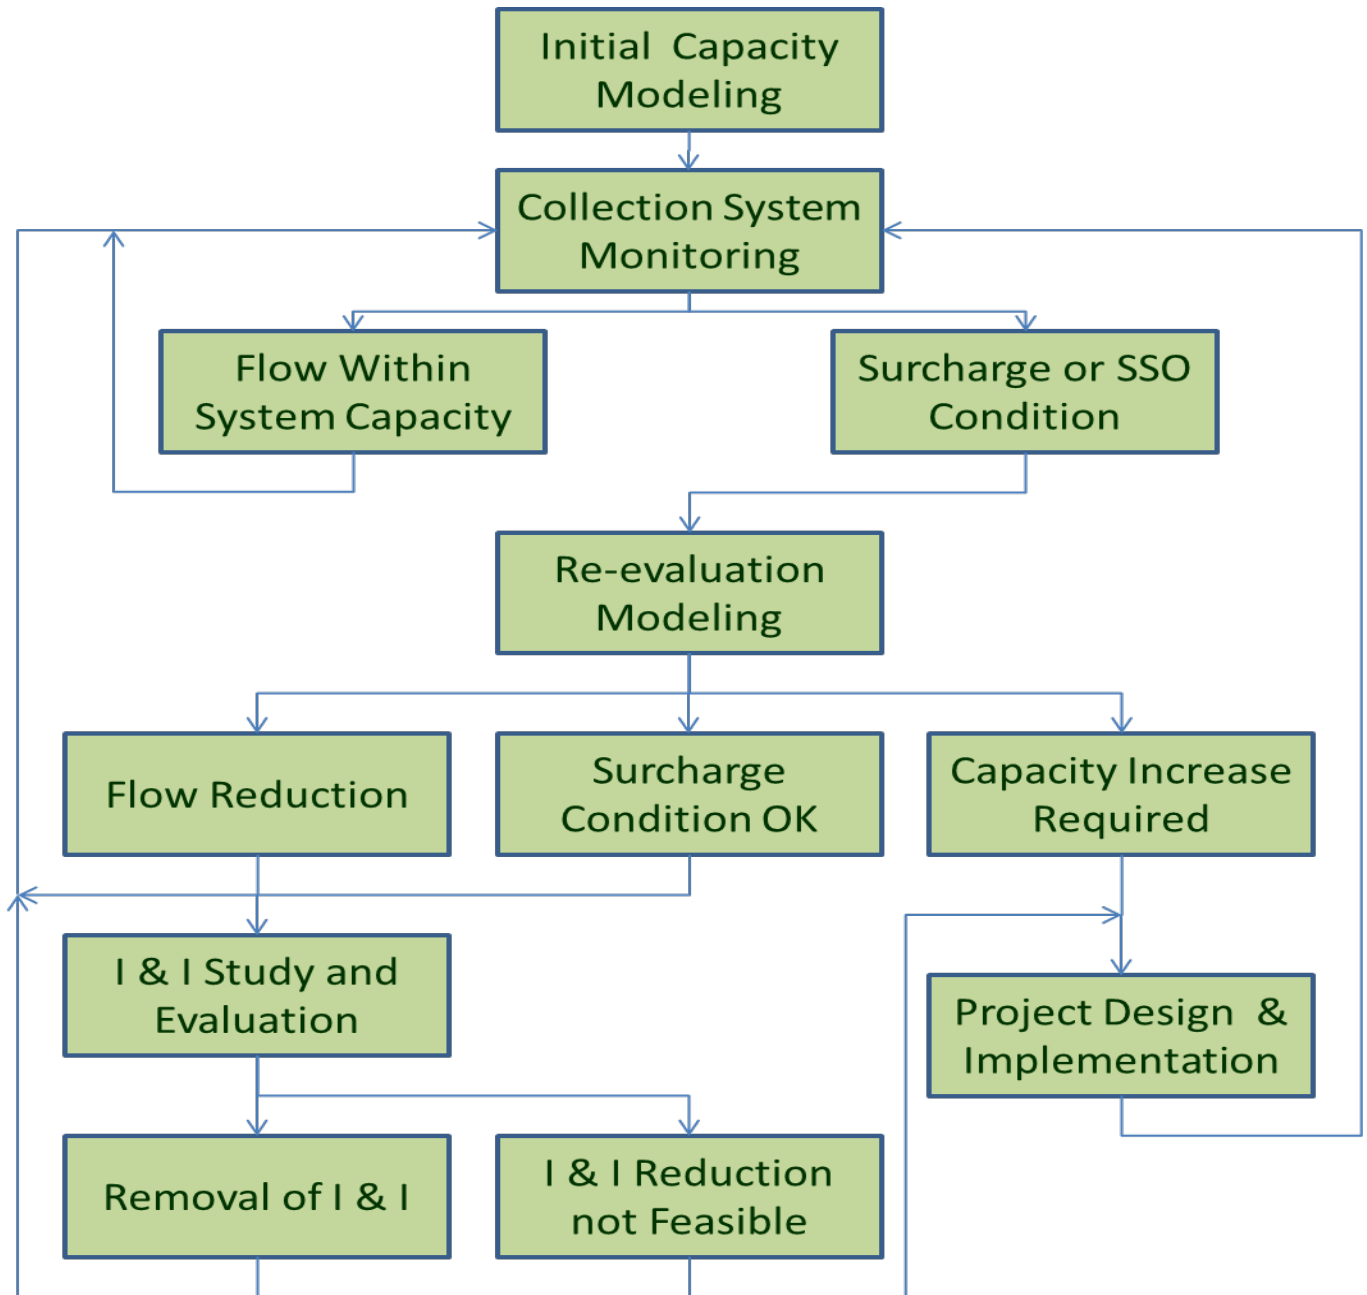 Initial  Capacity
Modeling
Collection System
Monitoring
Flow Within
System Capacity
Surcharge or SSO
Condition
Re-evaluation
Modeling
Flow Reduction
Surcharge
Condition OK
Capacity Increase
Required
I & I Study and
Evaluation
Project Design  &
Implementation
Removal of I & I
I & I Reduction
not Feasible